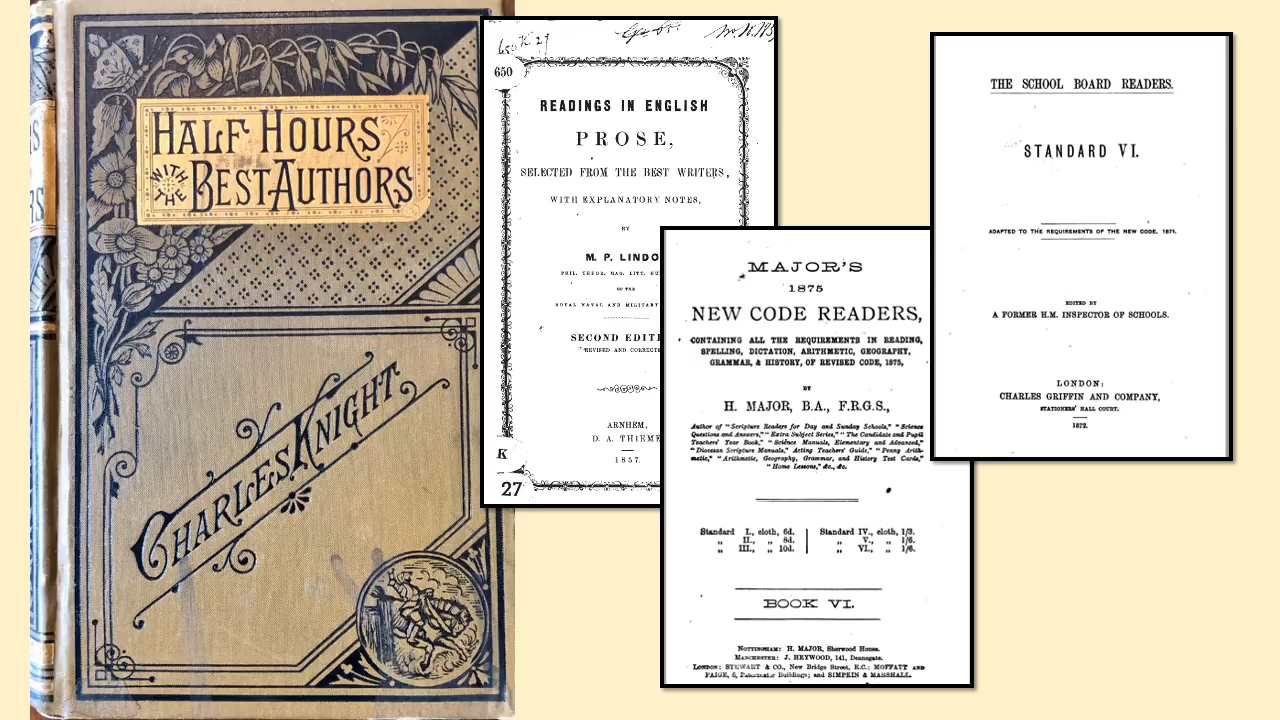 HALF HOURS
WITH THE
BEST AUTHORS
CHARLES KNIGHT
650
READINGS IN ENGLISH
PROSE,
SELECTED FROM THE BEST WRITERS,
WITH EXPLANATORY NOTES,
BY
M. P. LINDO
PHIL. THEOR. MAG. LITT. HU
OF THE
ROYAL NAVAL AND MILITARY
SECOND EDITI
REVISED AND CORRECTE
ARNHEM,
D. A. THIEME
1857.
K
27
MAJOR'S
1875
NEW CODE READERS,
CONTAINING ALL THE REQUIREMENTS IN READING,
SPELLING, DICTATION, ARITHMETIC, GEOGRAPHY,
GRAMMAR, & HISTORY, OF REVISED CODE, 1875,
BY
H. MAJOR, B.A., F.R.G.S.,
Author of "Scripture Readers for Day and Sunday Schools," "Science
Questions and Answers," "Extra Subject Series," "The Candidate and Pupil
Teachers' Year Book," "Science Manuals, Elementary and Advanced,"
"Diocesan Scripture Manuals," Acting Teachers' Guide," "Penny Arith-
metic," "Arithmetic, Geography, Grammar, and History Test Cards,"
"Home Lessons," &c., &c.
Standard I., cloth, 6d. Standard IV., cloth, 1/3.
„ II., „ 8d. „ V., „ 1/6.
„ III., „ 10d. „ VI., „ 1/6.
BOOK VI.
NOTTINGHAM: H. MAJOR, Sherwood House.
MANCHESTER: J. HEYWOOD, 141, Deansgate.
LONDON: STEWART & CO., New Bridge Street, E.C.; MOFFATT AND
PAIGE, 6, Paternoster Buildings; and SIMPKIN & MARSHALL.
THE SCHOOL BOARD READERS.
STANDARD VI.
ADAPTED TO THE REQUIREMENTS OF THE NEW CODE, 1871.
EDITED BY
A FORMER H.M. INSPECTOR OF SCHOOLS.
LONDON:
CHARLES GRIFFIN AND COMPANY,
STATIONERS' HALL COURT.
1872.